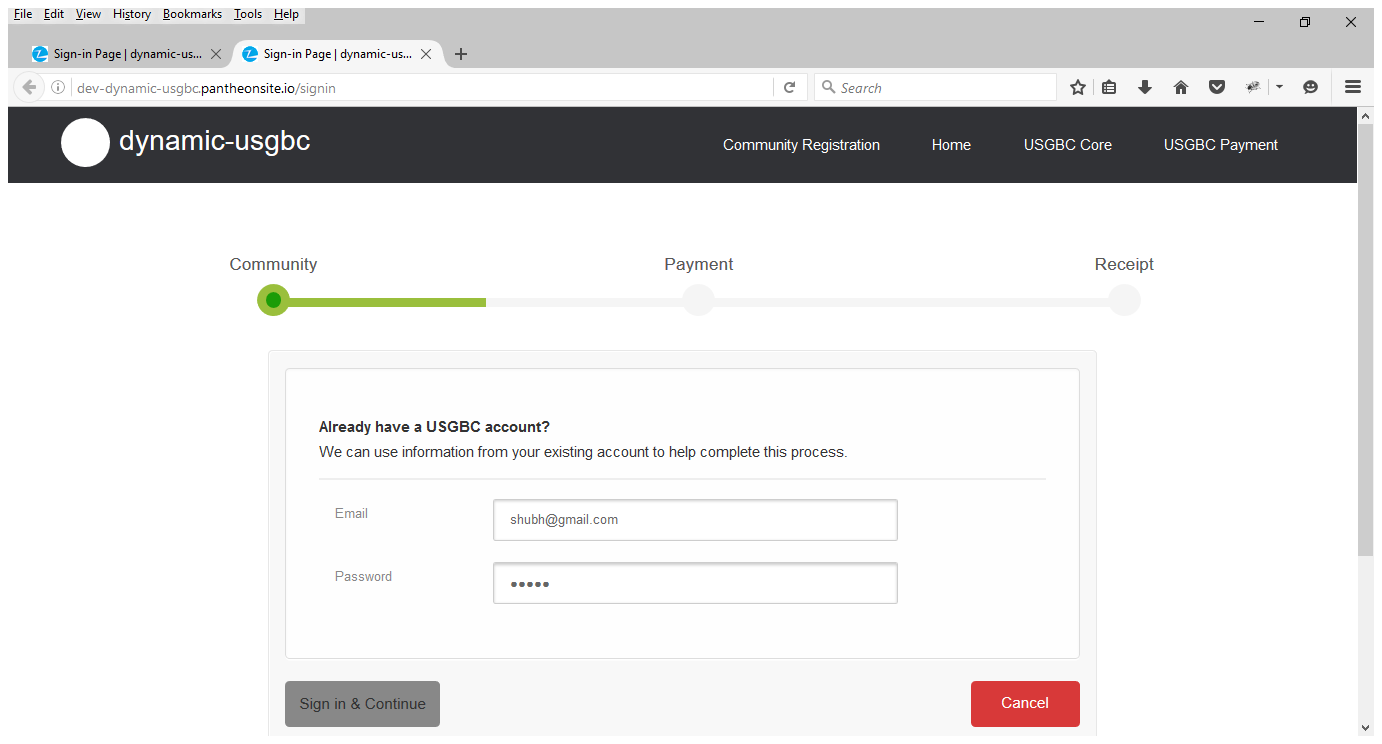 File Edit View History Bookmarks Tools Help
Sign-in Page | dynamic-us... Sign-in Page | dynamic-us...
dev-dynamic-usgbc.pantheonsite.io/signin Search
dynamic-usgbc Community Registration Home USGBC Core USGBC Payment
Community Payment Receipt
Already have a USGBC account?
We can use information from your existing account to help complete this process.
Email shubh@gmail.com
Password •••••
Sign in & Continue Cancel